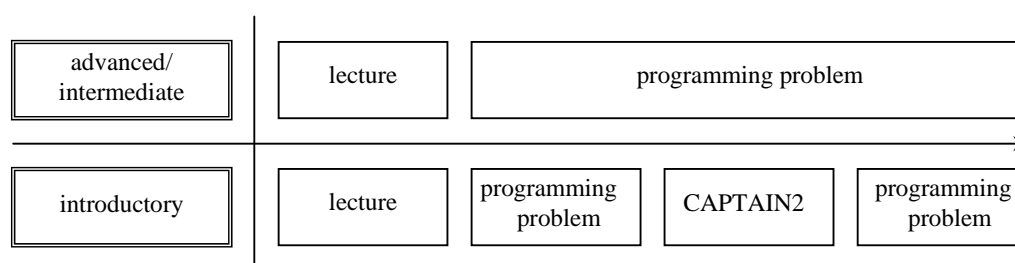 advanced/
intermediate
lecture
programming problem
introductory
lecture
programming
problem
CAPTAIN2
programming
problem